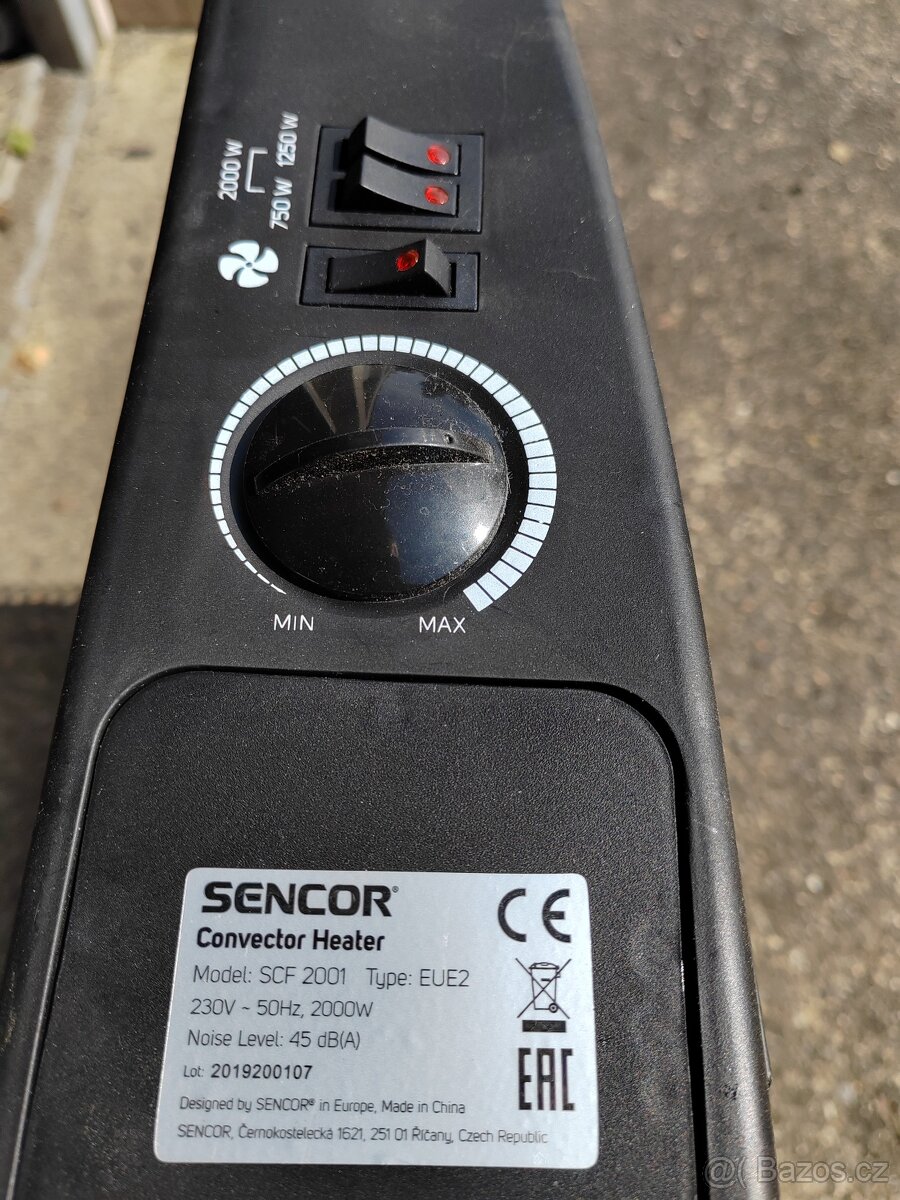 2000 W
750 W 1250 W
MIN MAX
SENCOR®
CE
Convector Heater
Model: SCF 2001 Type: EUE2
230V ~ 50Hz, 2000W
Noise Level: 45 dB(A)
Lot: 2019200107
EAC
Designed by SENCOR® in Europe, Made in China
SENCOR, Černokostelecká 1621, 251 01 Říčany, Czech Republic
@ Bazos.cz